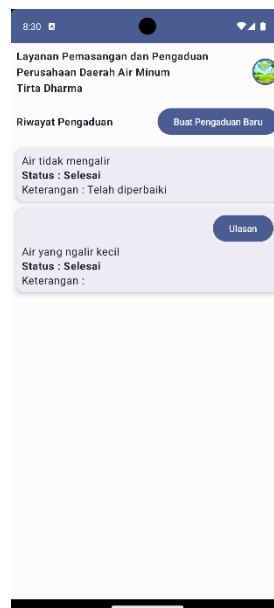 8:30
Layanan Pemasangan dan Pengaduan
Perusahaan Daerah Air Minum
Tirta Dharma
Riwayat Pengaduan
Buat Pengaduan Baru
Air tidak mengalir
Status : Selesai
Keterangan : Telah diperbaiki
Ulasan
Air yang ngalir kecil
Status : Selesai
Keterangan :